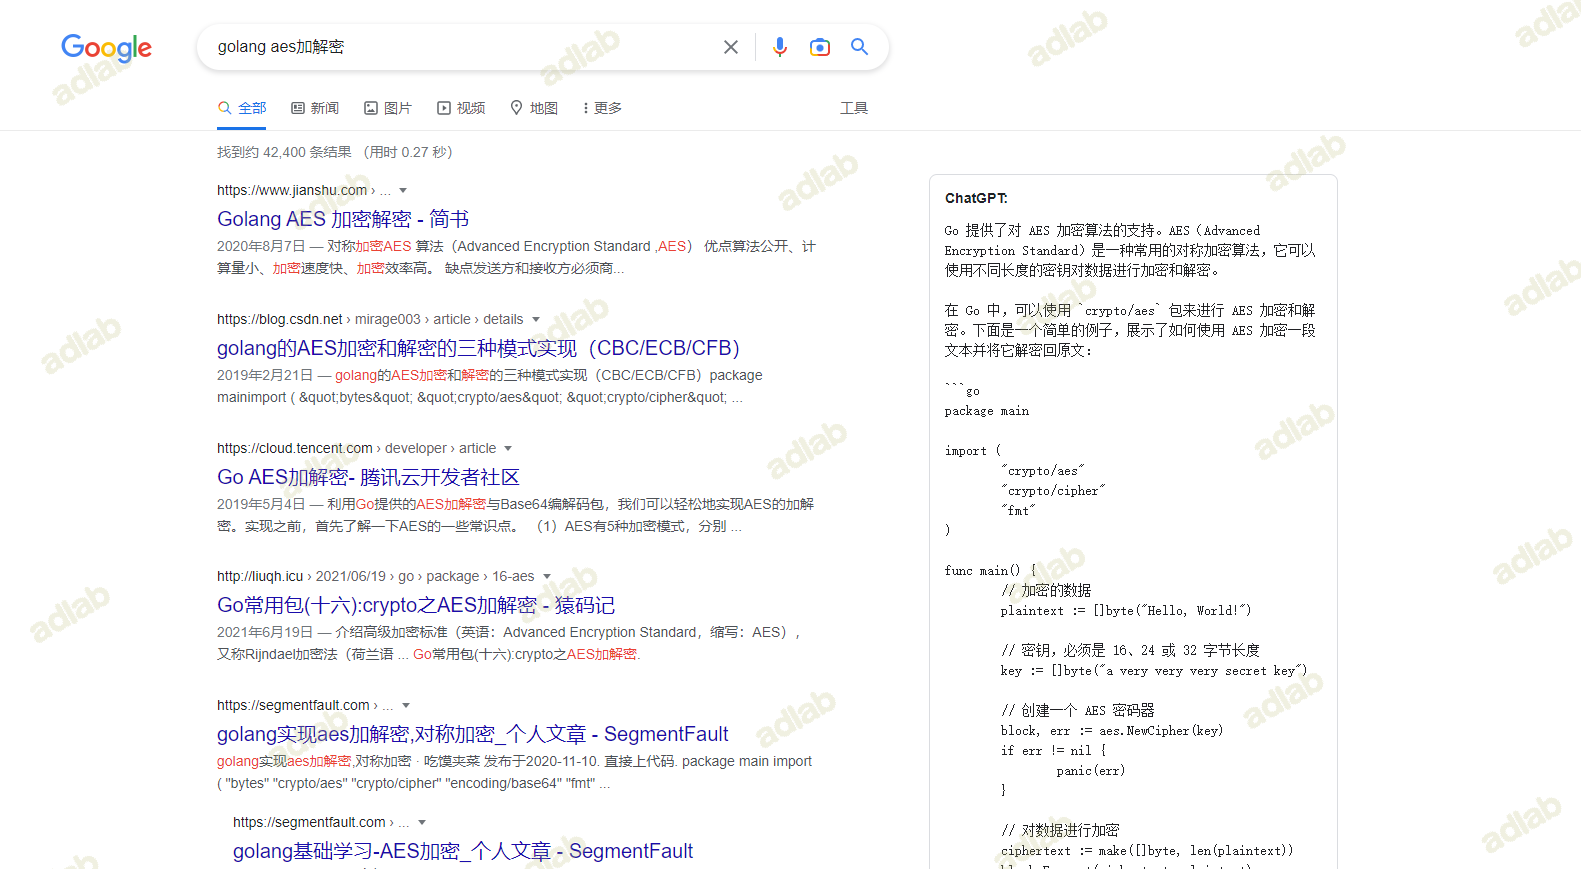 Google
golang aes加解密
全部 新闻 图片 视频 地图 更多 工具
找到约 42,400 条结果 （用时 0.27 秒）
https://www.jianshu.com › ...
Golang AES 加密解密 - 简书
2020年8月7日 — 对称加密AES 算法（Advanced Encryption Standard ,AES） 优点算法公开、计
算量小、加密速度快、加密效率高。 缺点发送方和接收方必须商...
https://blog.csdn.net › mirage003 › article › details
golang的AES加密和解密的三种模式实现（CBC/ECB/CFB）
2019年2月21日 — golang的AES加密和解密的三种模式实现（CBC/ECB/CFB）package
mainimport ( &quot;bytes&quot; &quot;crypto/aes&quot; &quot;crypto/cipher&quot; ...
https://cloud.tencent.com › developer › article
Go AES加解密- 腾讯云开发者社区
2019年5月4日 — 利用Go提供的AES加解密与Base64编解码包，我们可以轻松地实现AES的加解
密。实现之前，首先了解一下AES的一些常识点。 （1）AES有5种加密模式，分别 ...
http://liuqh.icu › 2021/06/19 › go › package › 16-aes
Go常用包(十六):crypto之AES加解密 - 猿码记
2021年6月19日 — 介绍高级加密标准（英语：Advanced Encryption Standard，缩写：AES），
又称Rijndael加密法（荷兰语 ... Go常用包(十六):crypto之AES加解密.
https://segmentfault.com › ...
golang实现aes加解密,对称加密_个人文章 - SegmentFault
golang实现aes加解密,对称加密 · 吃馍夹菜 发布于2020-11-10. 直接上代码. package main import
( "bytes" "crypto/aes" "crypto/cipher" "encoding/base64" "fmt" ...
https://segmentfault.com › ...
golang基础学习-AES加密_个人文章 - SegmentFault
ChatGPT:
Go 提供了对 AES 加密算法的支持。AES（Advanced
Encryption Standard）是一种常用的对称加密算法，它可以
使用不同长度的密钥对数据进行加密和解密。
在 Go 中，可以使用 `crypto/aes` 包来进行 AES 加密和解
密。下面是一个简单的例子，展示了如何使用 AES 加密一段
文本并将它解密回原文：
```go
package main
import (
"crypto/aes"
"crypto/cipher"
"fmt"
)
func main() {
// 加密的数据
plaintext := []byte("Hello, World!")
// 密钥，必须是 16、24 或 32 字节长度
key := []byte("a very very very secret key")
// 创建一个 AES 密码器
block, err := aes.NewCipher(key)
if err != nil {
panic(err)
}
// 对数据进行加密
ciphertext := make([]byte, len(plaintext))
adlab